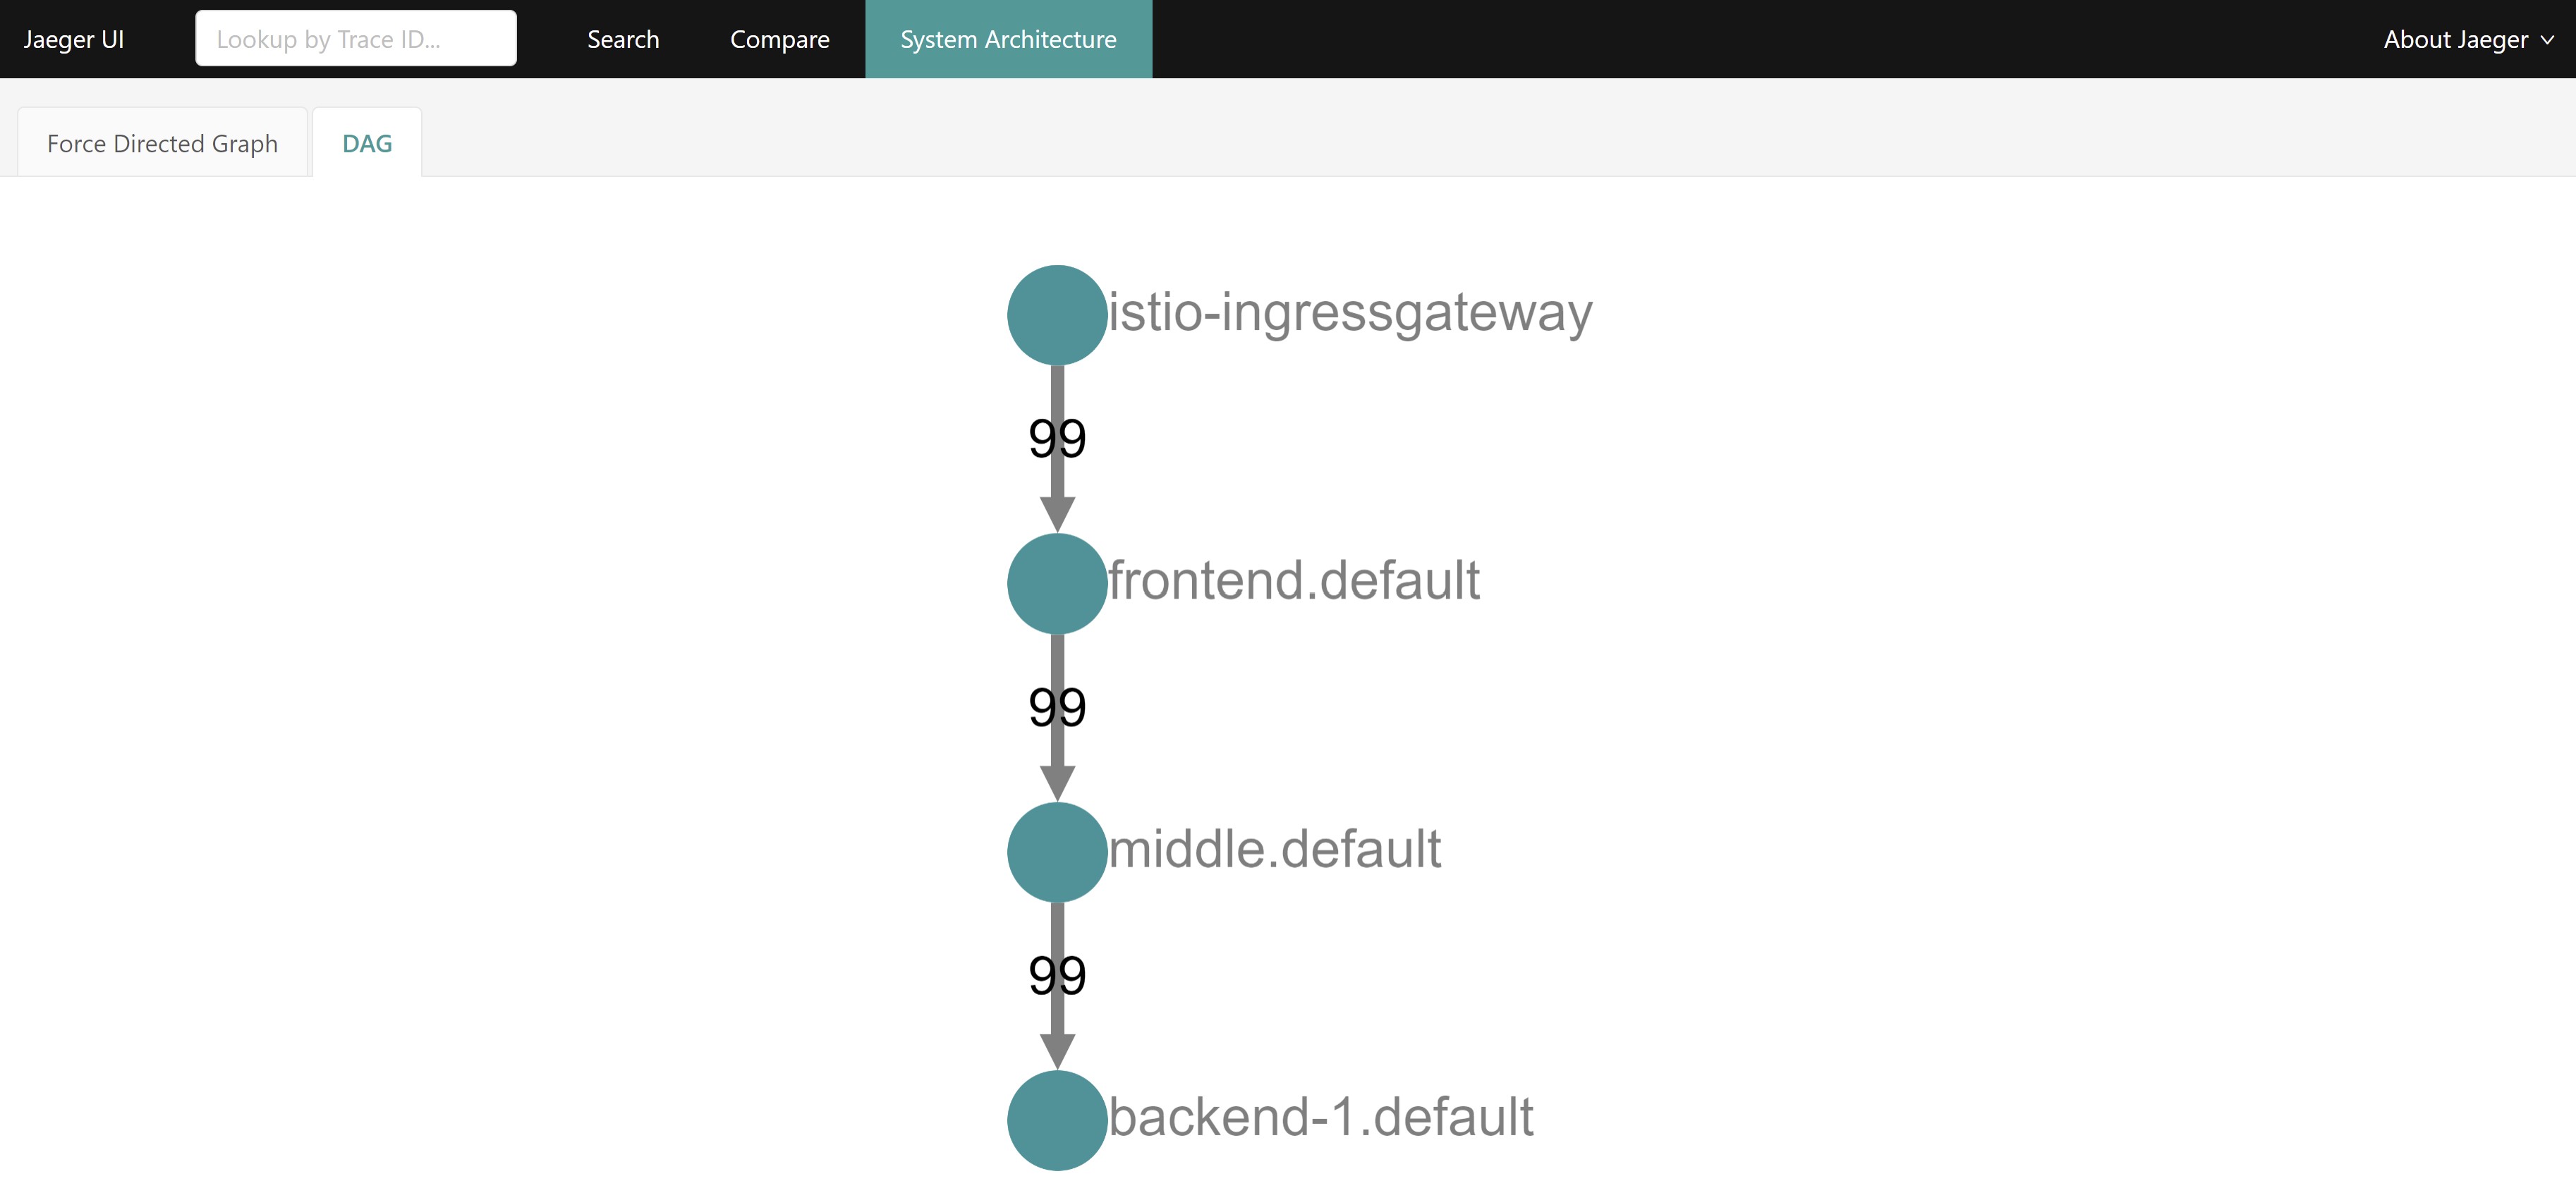 Jaeger UI Lookup by Trace ID... Search Compare System Architecture About Jaeger
Force Directed Graph DAG
istio-ingressgateway
99
frontend.default
99
middle.default
99
backend-1.default